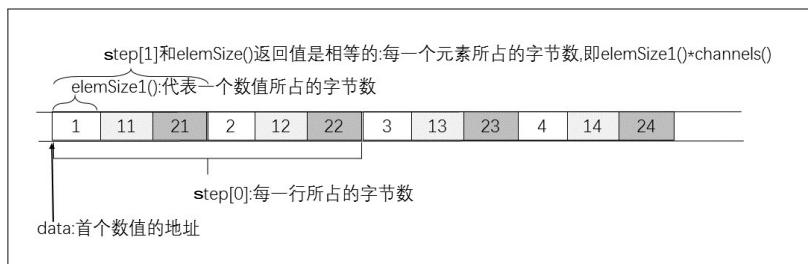 step[1]和elemSize()返回值是相等的:每一个元素所占的字节数,即elemSize1()*channels()
elemSize1():代表一个数值所占的字节数
1 11 21 2 12 22 3 13 23 4 14 24
step[0]:每一行所占的字节数
data:首个数值的地址